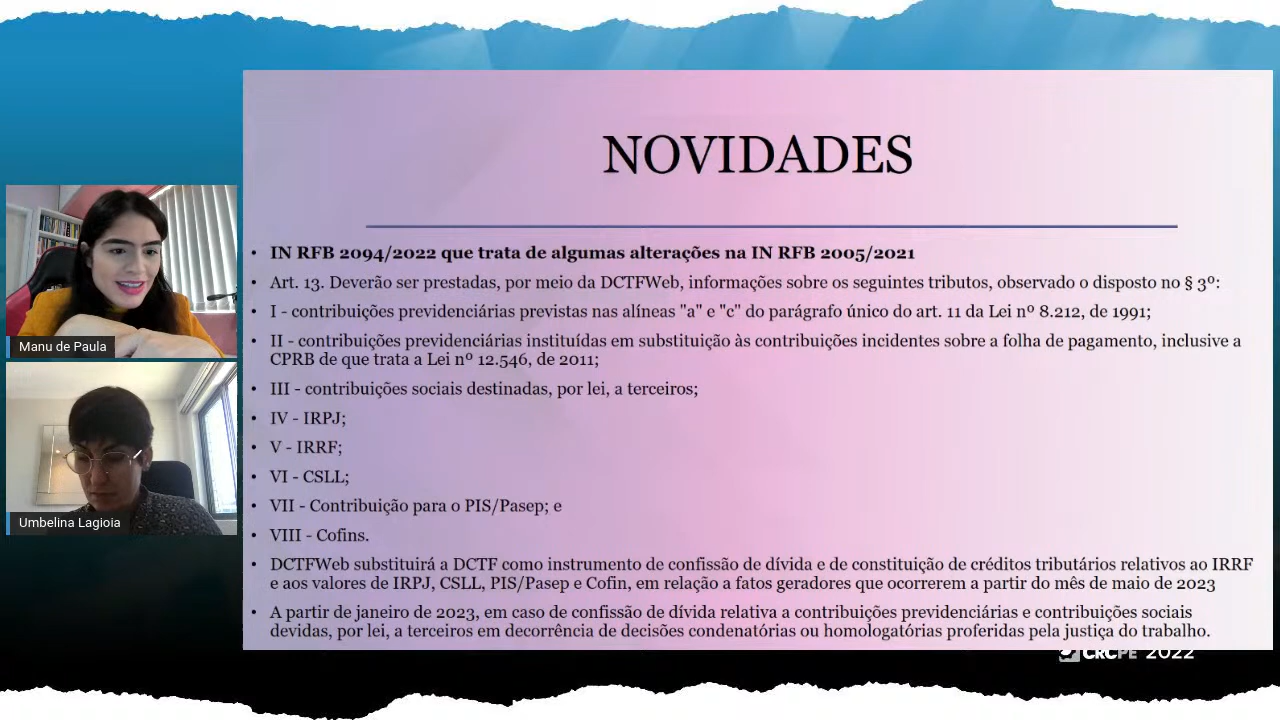 NOVIDADES
• IN RFB 2094/2022 que trata de algumas alterações na IN RFB 2005/2021
• Art. 13. Deverão ser prestadas, por meio da DCTFWeb, informações sobre os seguintes tributos, observado o disposto no § 3º:
• I - contribuições previdenciárias previstas nas alíneas "a" e "c" do parágrafo único do art. 11 da Lei nº 8.212, de 1991;
• II - contribuições previdenciárias instituídas em substituição às contribuições incidentes sobre a folha de pagamento, inclusive a
CPRB de que trata a Lei nº 12.546, de 2011;
• III - contribuições sociais destinadas, por lei, a terceiros;
• IV - IRPJ;
• V - IRRF;
• VI - CSLL;
• VII - Contribuição para o PIS/Pasep; e
• VIII - Cofins.
• DCTFWeb substituirá a DCTF como instrumento de confissão de dívida e de constituição de créditos tributários relativos ao IRRF
e aos valores de IRPJ, CSLL, PIS/Pasep e Cofin, em relação a fatos geradores que ocorrerem a partir do mês de maio de 2023
• A partir de janeiro de 2023, em caso de confissão de dívida relativa a contribuições previdenciárias e contribuições sociais
devidas, por lei, a terceiros em decorrência de decisões condenatórias ou homologatórias proferidas pela justiça do trabalho.
Manu de Paula
Umbelina Lagioia
CRCPE 2022